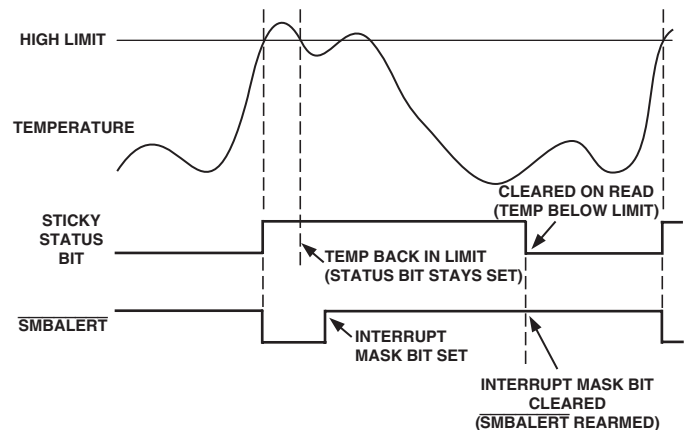 HIGH LIMIT
TEMPERATURE
CLEARED ON READ
(TEMP BELOW LIMIT)
STICKY
STATUS
BIT
TEMP BACK IN LIMIT
(STATUS BIT STAYS SET)
SMBALERT
INTERRUPT
MASK BIT SET
INTERRUPT MASK BIT
CLEARED
(SMBALERT REARMED)